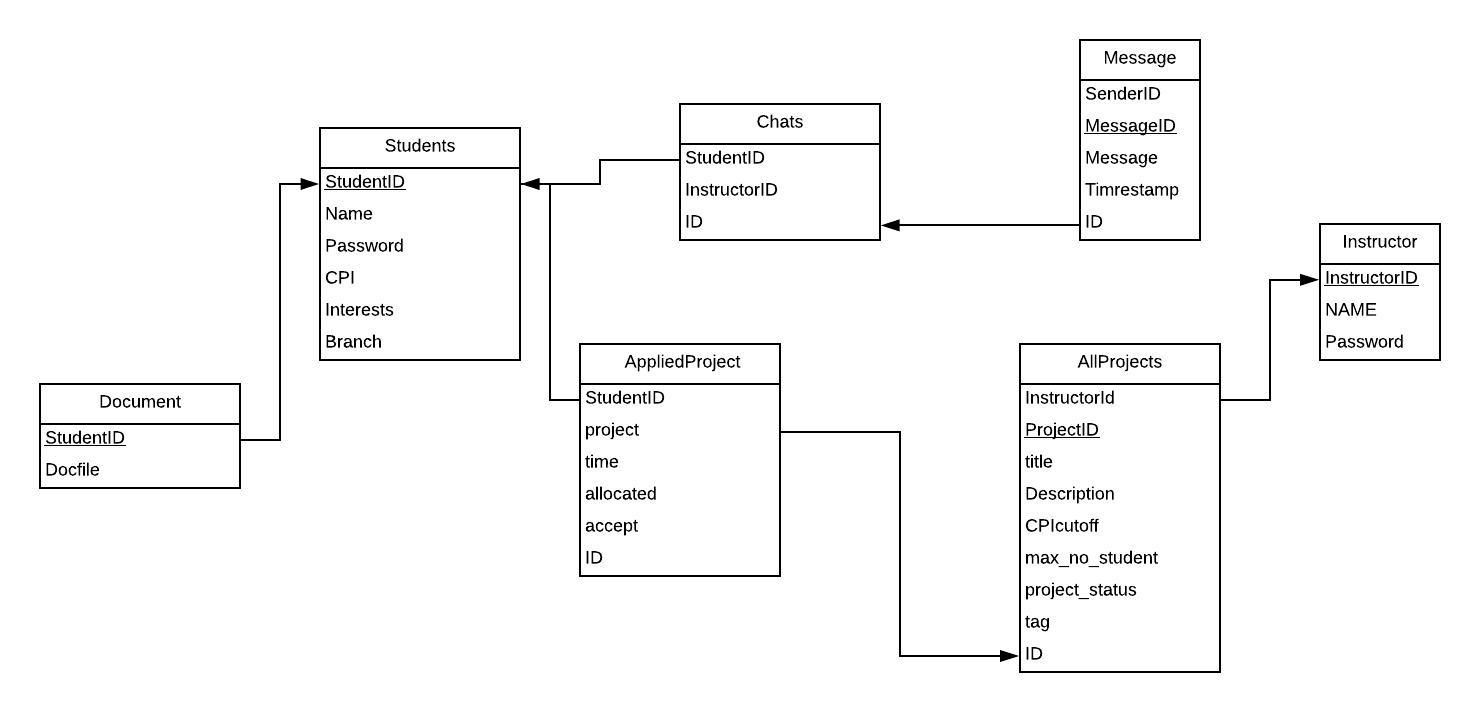 Message
SenderID
MessageID
Message
Timrestamp
ID
Chats
StudentID
InstructorID
ID
Students
StudentID
Name
Password
CPI
Interests
Branch
Instructor
InstructorID
NAME
Password
AppliedProject
StudentID
project
time
allocated
accept
ID
AllProjects
InstructorId
ProjectID
title
Description
CPIcutoff
max_no_student
project_status
tag
ID
Document
StudentID
Docfile